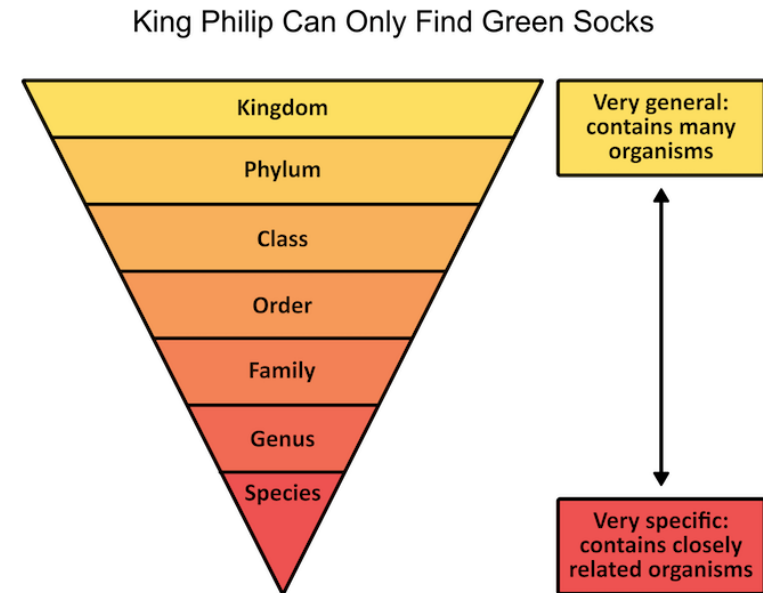 King Philip Can Only Find Green Socks
Kingdom
Phylum
Class
Order
Family
Genus
Species
Very general:
contains many
organisms
Very specific:
contains closely
related organisms